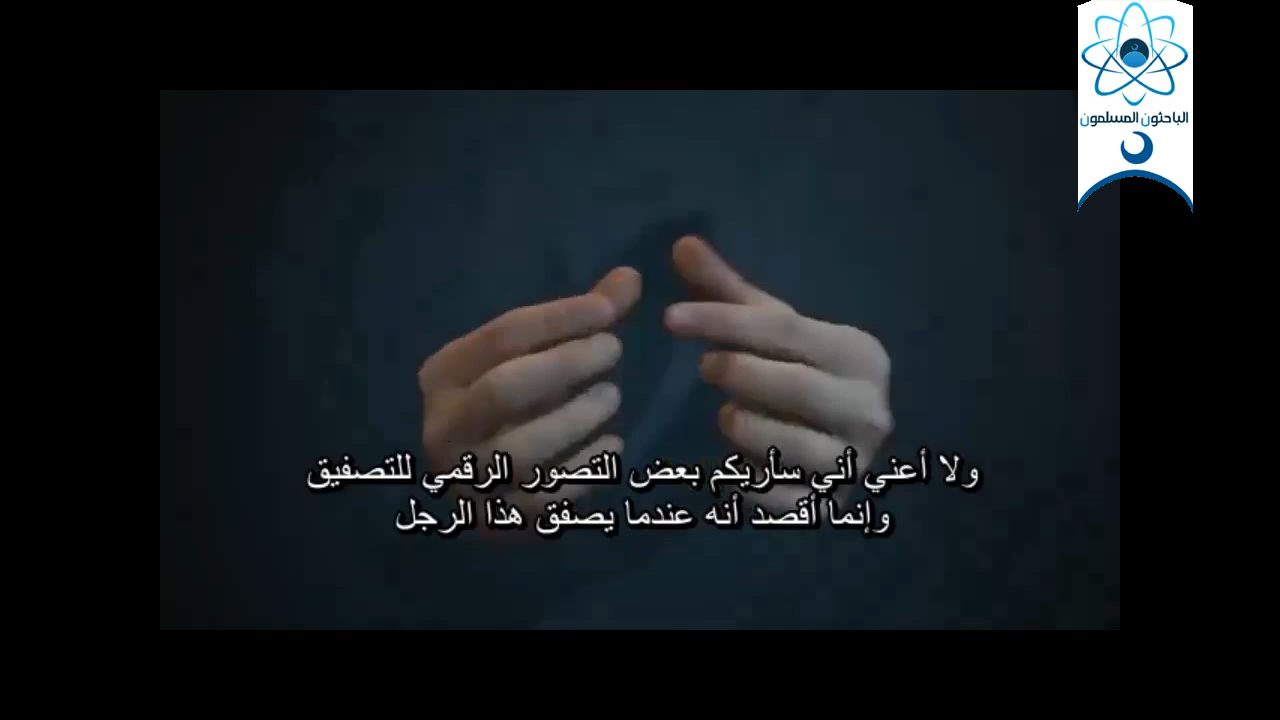 الباحثون المسلمون
ولا أعني أني سأريكم بعض التصور الرقمي للتصفيق
وإنما أقصد أنه عندما يصفق هذا الرجل